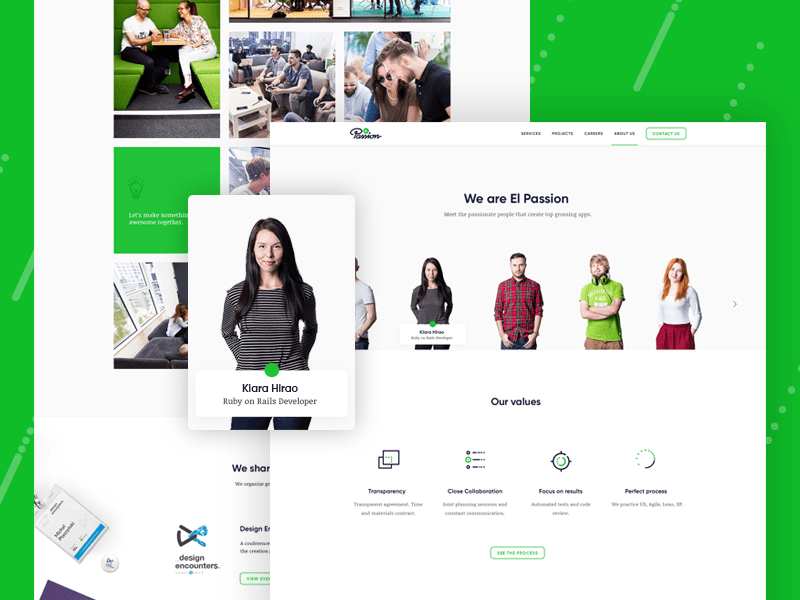 Let's make somethin
awesome together.
Passion
SERVICES PROJECTS CAREERS ABOUT US CONTACT US
We are El Passion
Meet the passionate people that create top grossing apps.
Kiara Hirao
Ruby on Rails Developer
Kiara Hirao
Ruby on Rails Developer
Our values
Transparency
Transparent agreement. Time
and materials contract.
Close Collaboration
Joint planning sessions and
constant communication.
Focus on results
Automated tests and code
review.
Perfect process
We practice UX, Agile, Lean, XP.
SEE THE PROCESS
We shar
We organise gr
design
encounters.
Design En
A conference
the creation p
VIEW EVEN